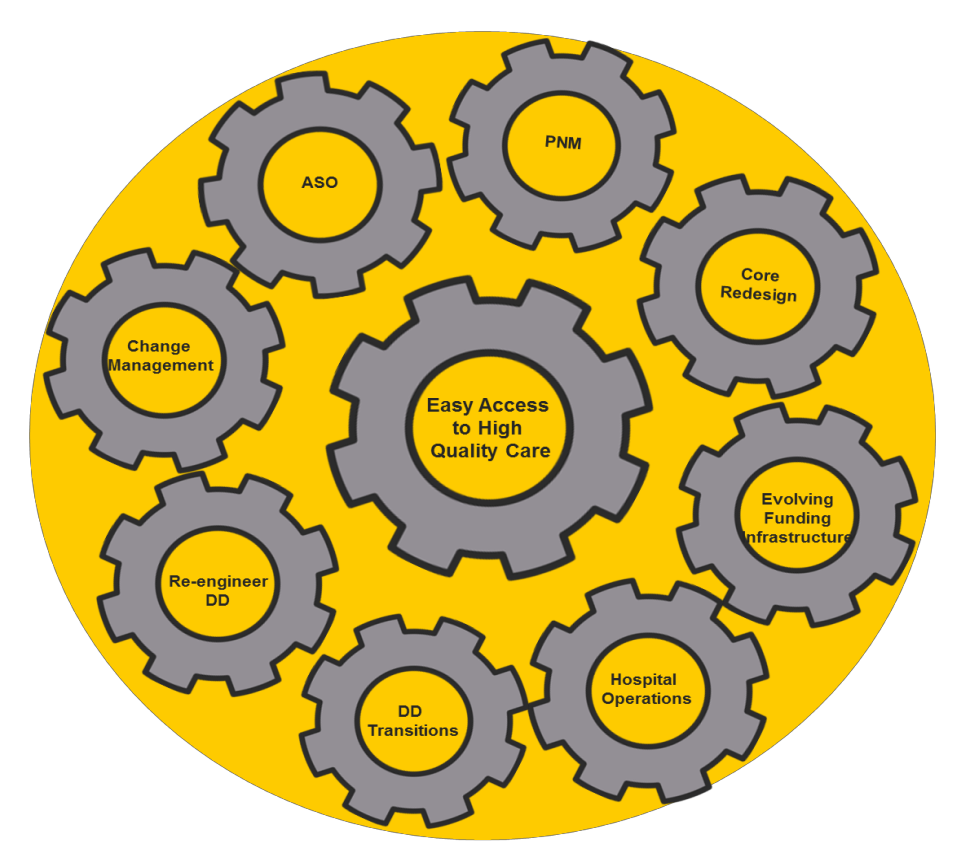 PNM
ASO
Core
Redesign
Change
Management
Easy Access
to High
Quality Care
Evolving
Funding
Infrastructure
Re-engineer
DD
Hospital
Operations
DD
Transitions